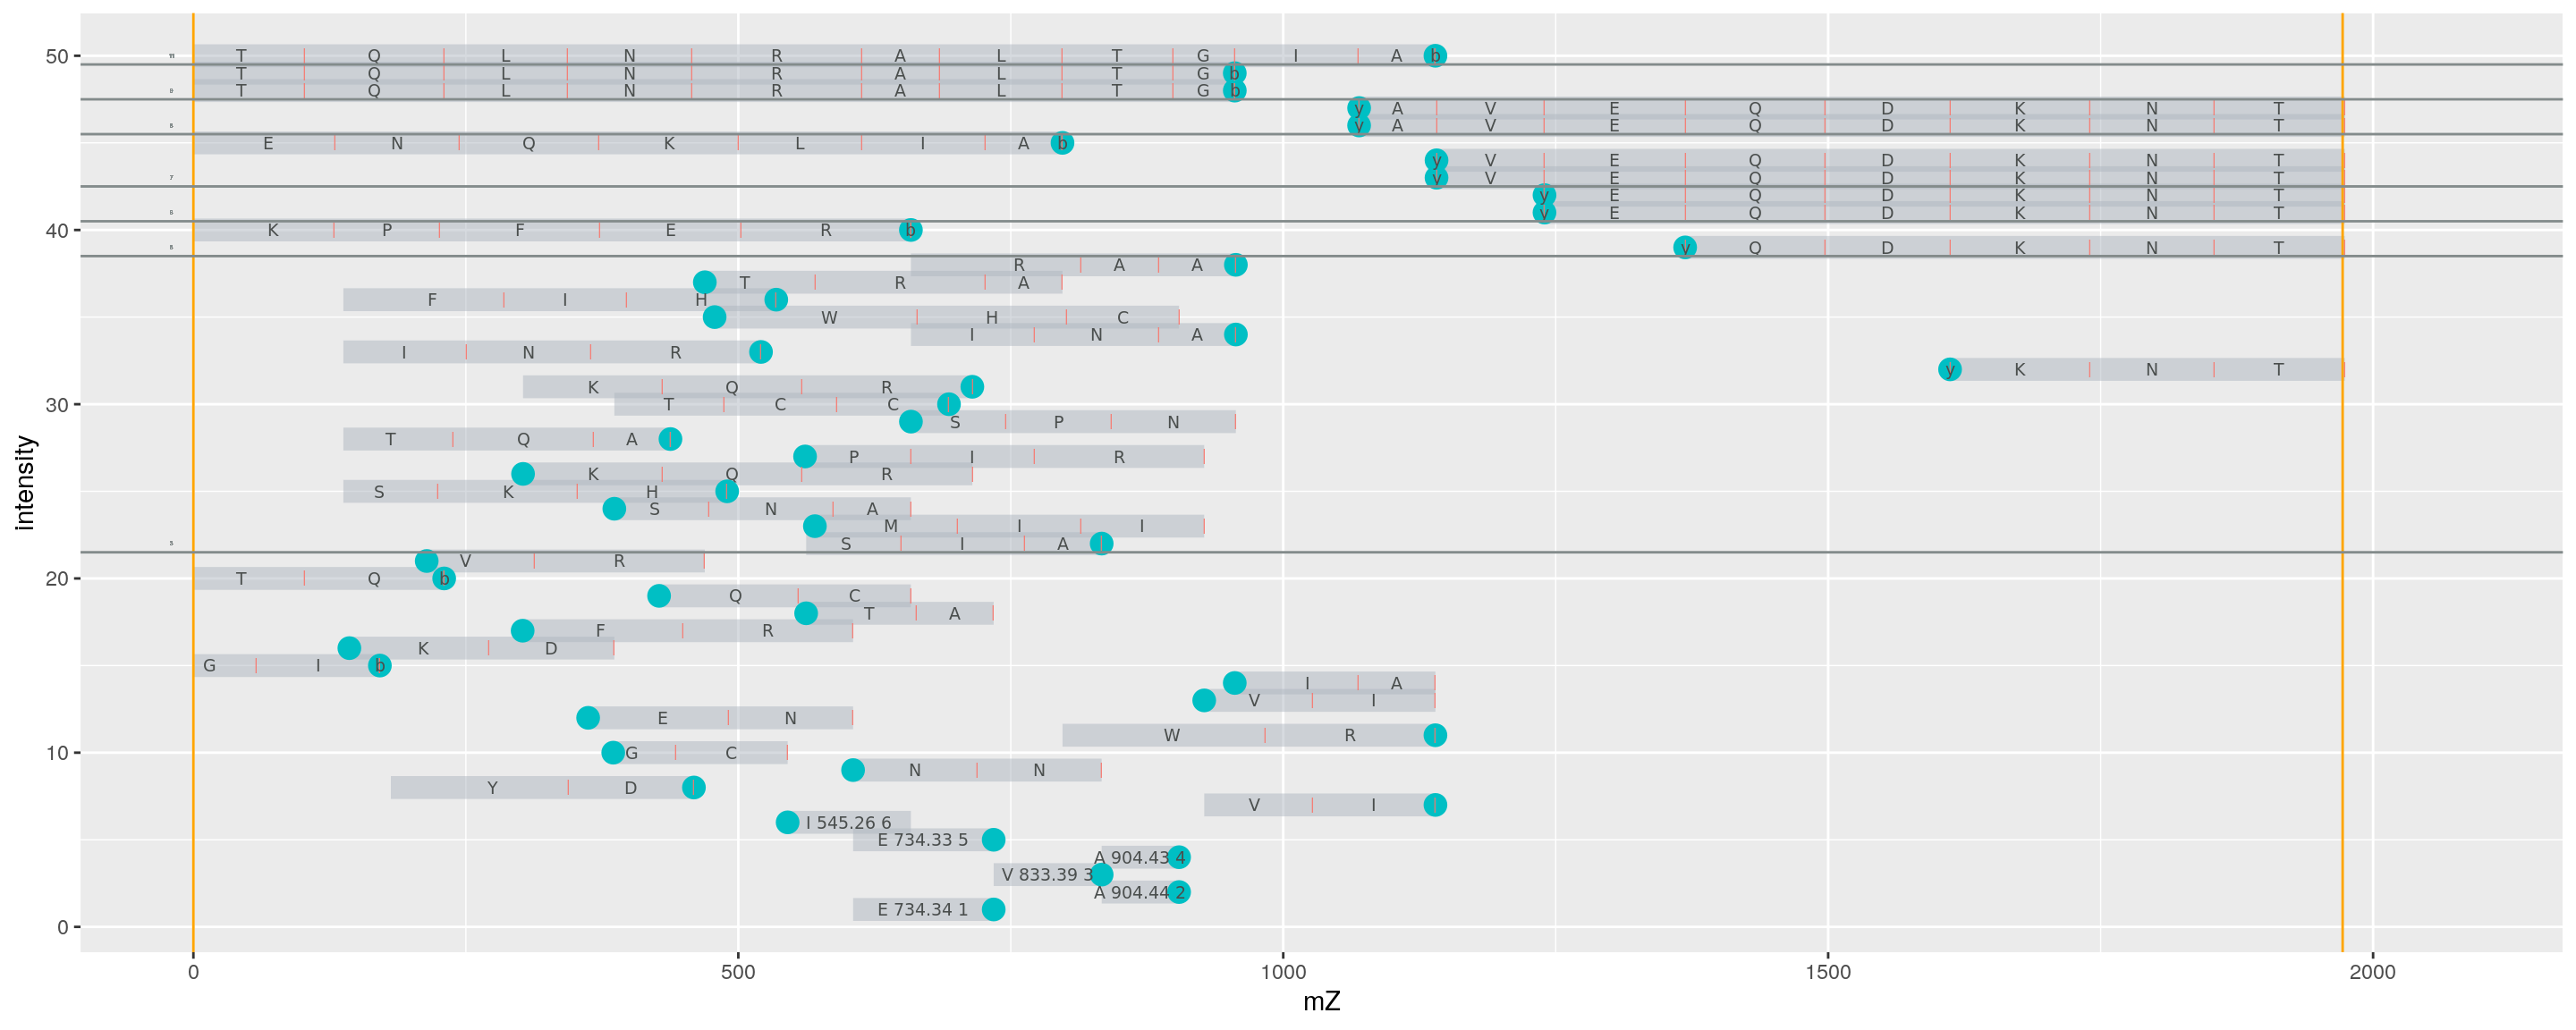 50
T Q L N R A L T G I A b
T Q L N R A L T G b
T Q L N R A L T G b
y A V E Q D K N T
y A V E Q D K N T
E N Q K L I A b
y V E Q D K N T
7
y V E Q D K N T
y E Q D K N T
y E Q D K N T
40
K P F E R b
y Q D K N T
R A A
T R A
F I H
W H C
I N A
I N R
y K N T
K Q R
30
T C C
S P N
T Q A
P I R
K Q R
S K H
S N A
M I I
S I A
V R
20
T Q b
Q C
T A
F R
K D
G I b
I A
V I
E N
W R
10
G C
N N
Y D
V I
I 545.26 6
E 734.33 5
A 904.43 4
V 833.39 3
A 904.44 2
E 734.34 1
0
intensity
0 500 1000 1500 2000
mZ